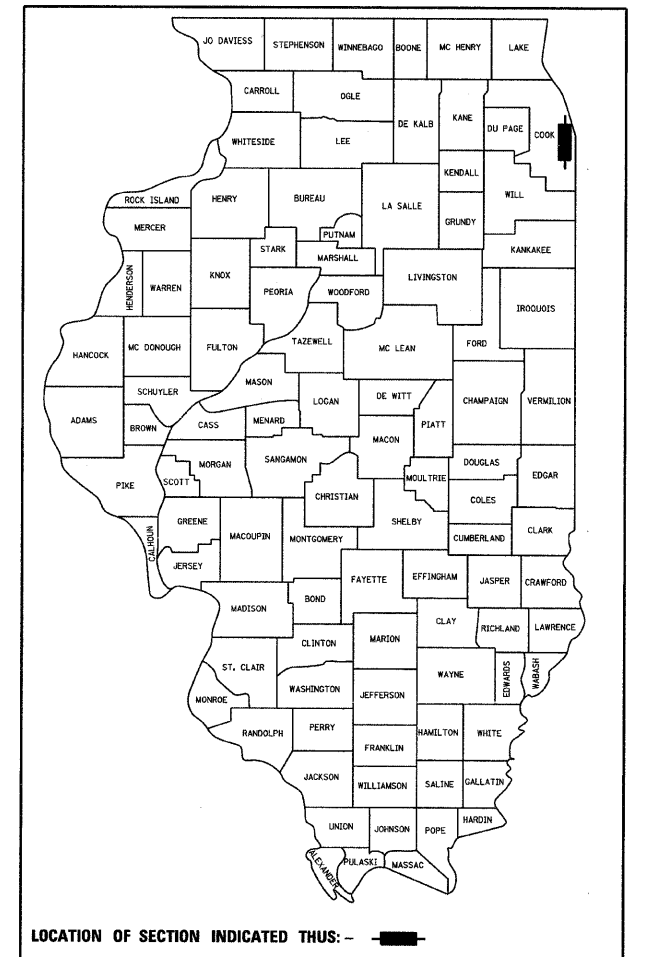 JO DAVIESS
STEPHENSON
WINNEBAGO
BOONE
MC HENRY
LAKE
CARROLL
OGLE
DE KALB
KANE
DU PAGE
COOK
WHITESIDE
LEE
KENDALL
WILL
ROCK ISLAND
HENRY
BUREAU
LA SALLE
GRUNDY
MERCER
PUTNAM
STARK
MARSHALL
KANKAKEE
HENDERSON
WARREN
KNOX
PEORIA
WOODFORD
LIVINGSTON
IROQUOIS
HANCOCK
MC DONOUGH
FULTON
TAZEWELL
MC LEAN
FORD
SCHUYLER
MASON
LOGAN
DE WITT
CHAMPAIGN
VERMILION
ADAMS
BROWN
CASS
MENARD
PIATT
MACON
PIKE
SCOTT
MORGAN
SANGAMON
CHRISTIAN
MOULTRIE
DOUGLAS
EDGAR
COLES
CALHOUN
GREENE
MACOUPIN
MONTGOMERY
SHELBY
CUMBERLAND
CLARK
JERSEY
FAYETTE
EFFINGHAM
JASPER
CRAWFORD
MADISON
BOND
CLAY
RICHLAND
LAWRENCE
CLINTON
MARION
ST. CLAIR
WASHINGTON
WAYNE
EDWARDS
WABASH
MONROE
JEFFERSON
RANDOLPH
PERRY
HAMILTON
WHITE
FRANKLIN
JACKSON
WILLIAMSON
SALINE
GALLATIN
UNION
JOHNSON
POPE
HARDIN
ALEXANDER
PULASKI
MASSAC
LOCATION OF SECTION INDICATED THUS: -